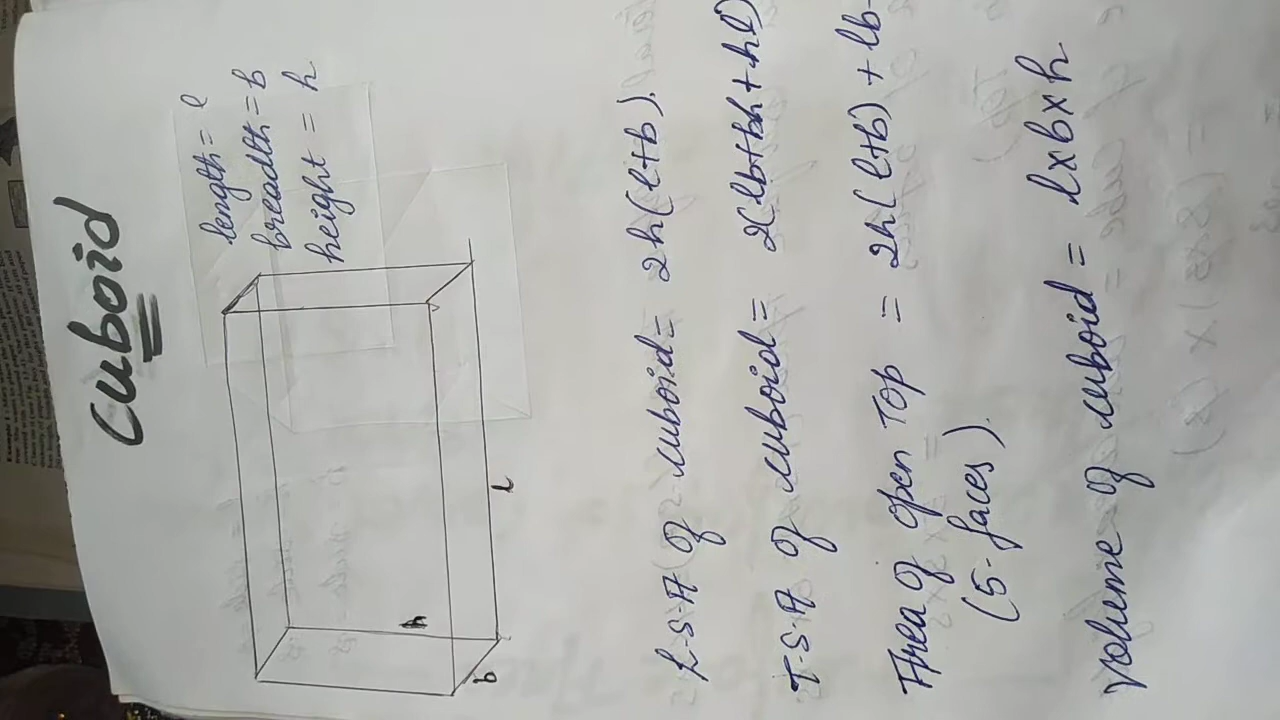 Cuboid
length = l
breadth = b
height = h
h
l
b
L·S·A of cuboid = 2h(l+b).
T·S·A of cuboid = 2(lb+bh+hl)
Area of open Top = 2h(l+b) + lb
(5-faces).
Volume of cuboid = l×b×h